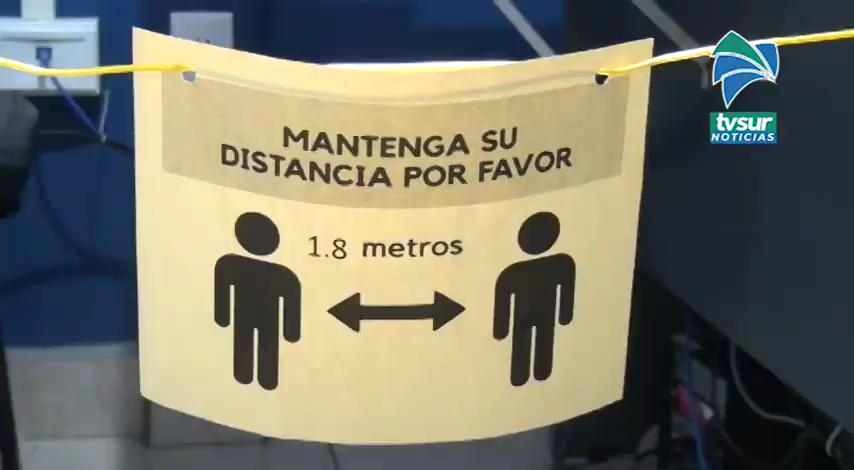 MANTENGA SU
DISTANCIA POR FAVOR
1.8 metros
tvsur
NOTICIAS